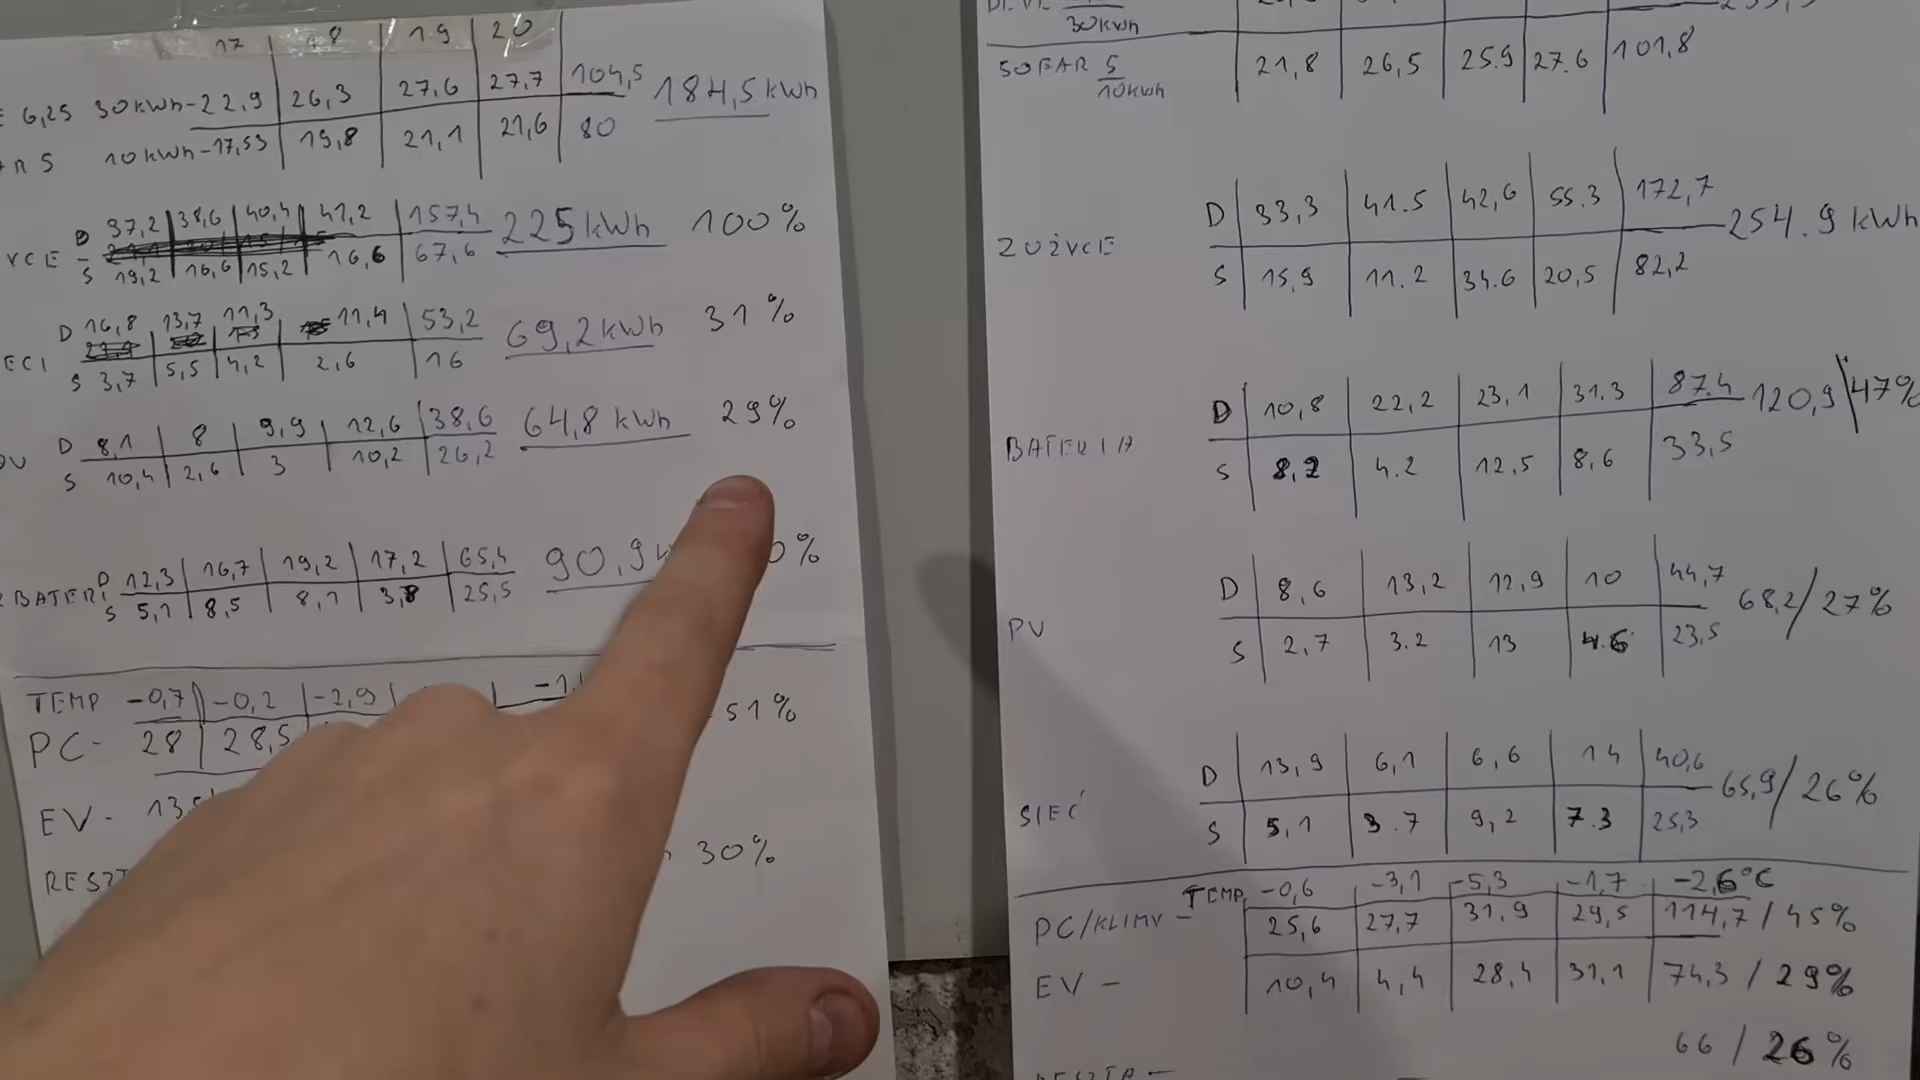 17 18 19 20
E 6,25 30kWh-22,9 26,3 27,6 27,7 104,5 184,5kWh
AR S 10kWh-17,53 19,8 21,1 21,6 80
D 37,2 38,6 40,4 41,2 157,4 225kWh 100%
YCE
S 19,2 16,6 15,2 16,6 67,6
D 16,8 13,7 11,3 11,4 53,2 69,2kWh 31%
ECI
S 3,7 5,5 4,2 2,6 16
D 8,1 8 9,9 12,6 38,6 64,8 kWh 29%
S 10,4 2,6 3 10,2 26,2
Z BATERI
D 12,3 16,7 19,2 17,2 65,4 90,9 0%
S 5,1 8,5 8,1 3,8 25,5
TEMP -0,7 -0,2 -2,9
PC- 28 28,5 51%
EV- 13,
RESZT 30%
30kWh
SOFAR 5/10kWh 21,8 26,5 25.9 27.6 101,8
ZUŻYCIE
D 33,3 41.5 42,6 55.3 172,7 254.9 kWh
S 15,9 11.2 34.6 20,5 82,2
BATERIA
D 10,8 22,2 23,1 31.3 87.4 120,9 47%
S 8,2 4.2 12,5 8,6 33,5
PV
D 8,6 13,2 12,9 10 44,7 68,2/27%
S 2,7 3.2 13 4.6 23,5
SIEĆ
D 13,9 6,1 6,6 14 40,6 65,9/26%
S 5,1 3.7 9,2 7.3 25,3
TEMP -0,6 -3,1 -5,3 -1,7 -2,6°C
PC/KLIMY - 25,6 27,7 31,9 29,5 114,7/45%
EV - 10,4 4,4 28,4 31,1 74,3/29%
66/26%